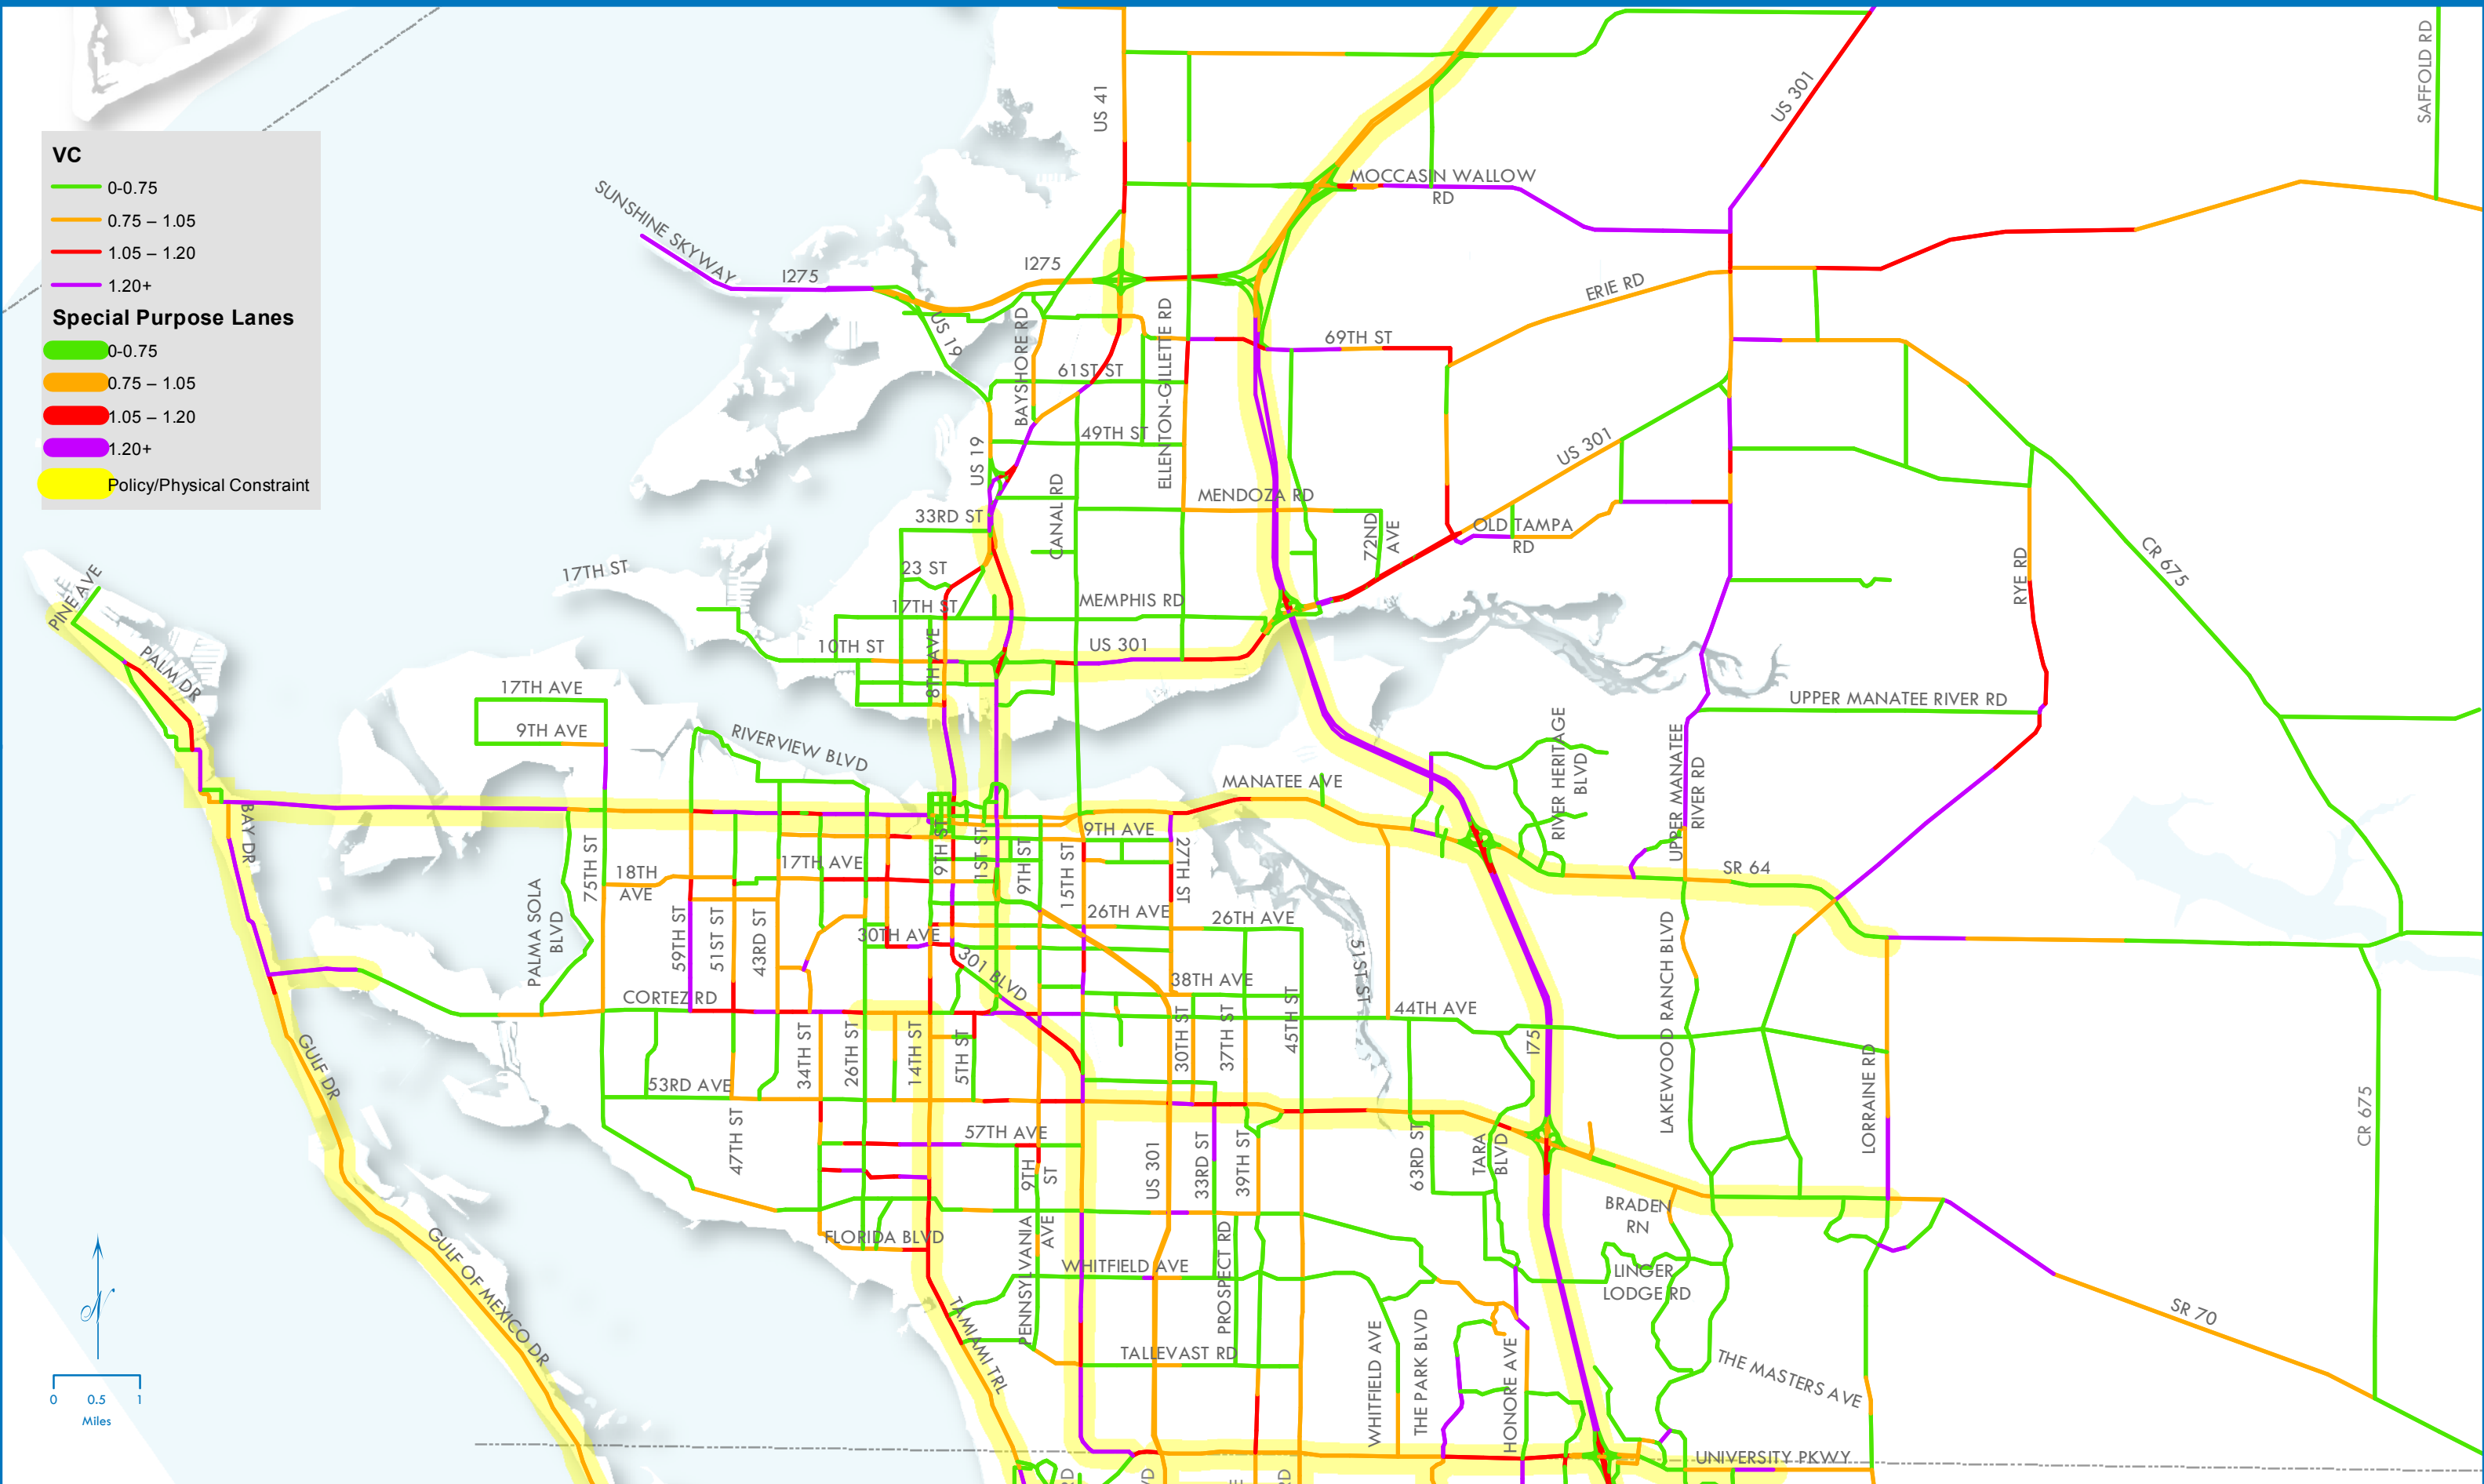 VC
0-0.75
0.75 – 1.05
1.05 – 1.20
1.20+
Special Purpose Lanes
0-0.75
0.75 – 1.05
1.05 – 1.20
1.20+
Policy/Physical Constraint
US 41
US 301
SAFFOLD RD
MOCCASIN WALLOW
RD
SUNSHINE SKYWAY
I275
I275
ERIE RD
US 19
BAYSHORE RD
ELLENTON-GILLETTE RD
69TH ST
61ST ST
US 19
49TH ST
US 301
CANAL RD
MENDOZA RD
33RD ST
72ND
AVE
OLD TAMPA
RD
CR 675
RYE RD
17TH ST
23 ST
17TH ST
MEMPHIS RD
PINE AVE
PALM DR
10TH ST
8TH AVE
US 301
17TH AVE
9TH AVE
RIVERVIEW BLVD
UPPER MANATEE RIVER RD
RIVER HERITAGE
BLVD
UPPER MANATEE
RIVER RD
MANATEE AVE
BAY DR
9TH AVE
75TH ST
18TH
AVE
17TH AVE
9TH ST
1ST ST
9TH ST
15TH ST
27TH ST
SR 64
PALMA SOLA
BLVD
59TH ST
51ST ST
43RD ST
26TH AVE
26TH AVE
30TH AVE
301 BLVD
51ST ST
LAKEWOOD RANCH BLVD
CORTEZ RD
38TH AVE
44TH AVE
GULF DR
34TH ST
26TH ST
14TH ST
5TH ST
30TH ST
37TH ST
45TH ST
I75
LORRAINE RD
CR 675
53RD AVE
47TH ST
57TH AVE
9TH
ST
US 301
33RD ST
39TH ST
63RD ST
TARA
BLVD
BRADEN
RN
FLORIDA BLVD
PENNSYLVANIA
AVE
PROSPECT RD
WHITFIELD AVE
LINGER
LODGE RD
GULF OF MEXICO DR
TAMIAMI TRL
TALLEVAST RD
WHITFIELD AVE
THE PARK BLVD
HONORE AVE
THE MASTERS AVE
SR 70
UNIVERSITY PKWY
N
0 0.5 1
Miles
RD
VD
E
RD